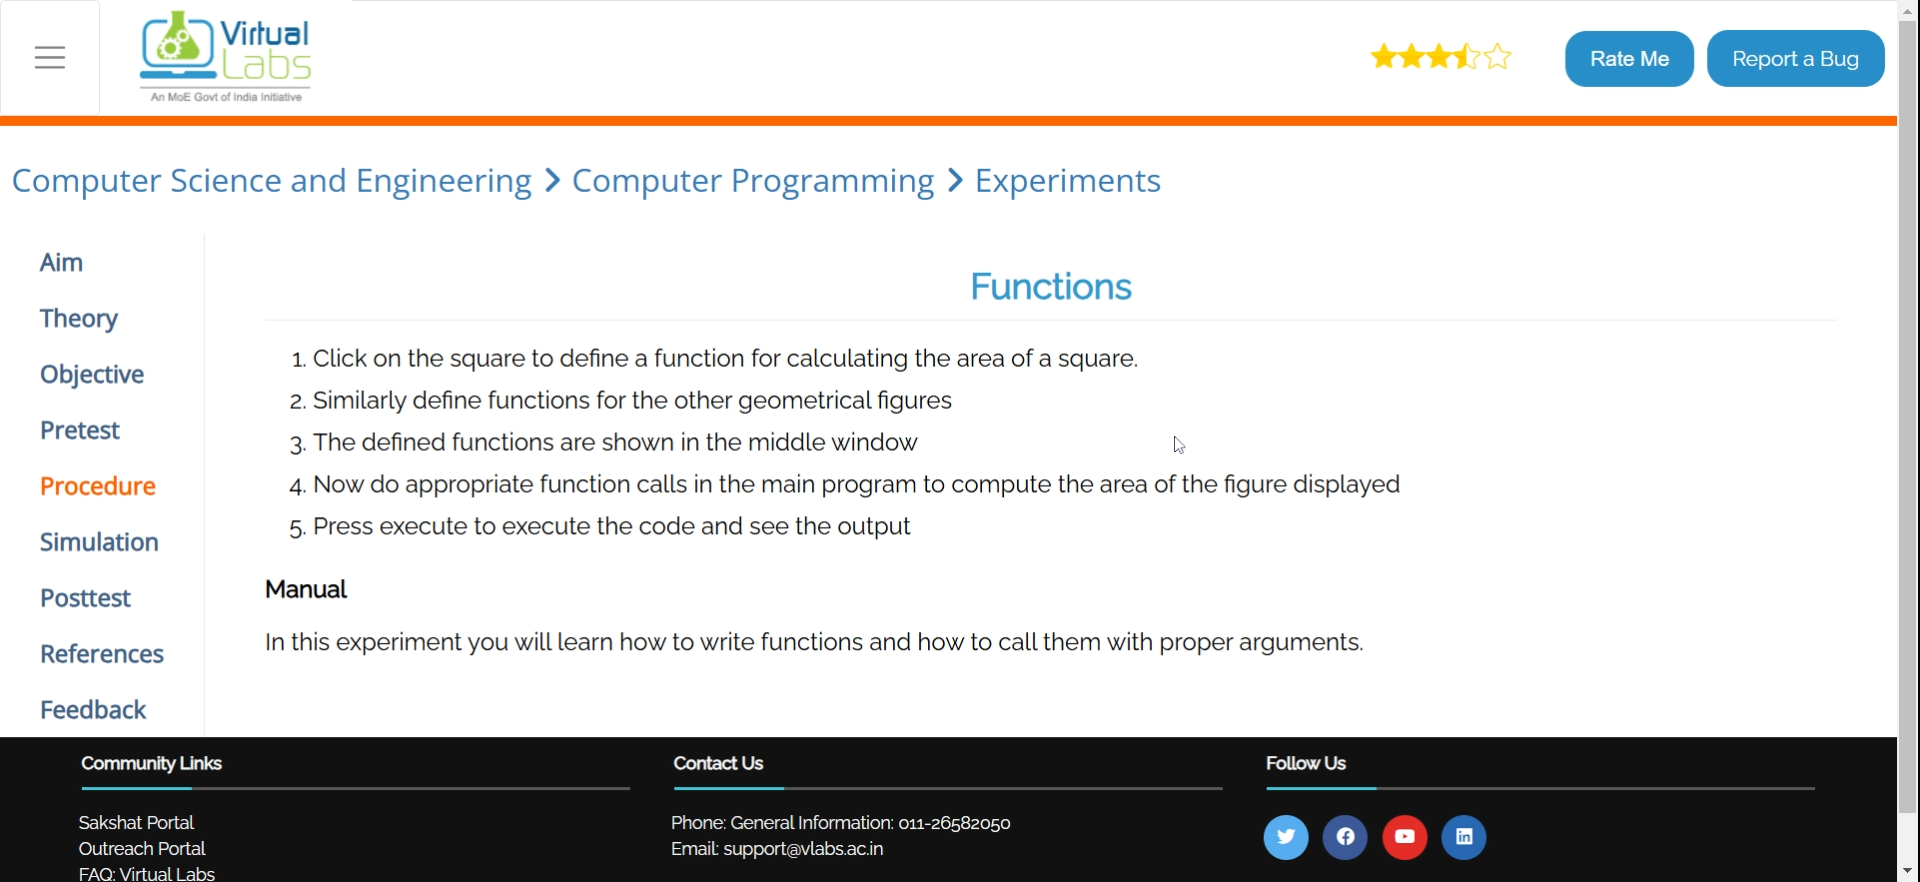 Virtual
Labs
An MoE Govt of India Initiative
Rate Me
Report a Bug
Computer Science and Engineering > Computer Programming > Experiments
Aim
Theory
Objective
Pretest
Procedure
Simulation
Posttest
References
Feedback
Functions
1. Click on the square to define a function for calculating the area of a square.
2. Similarly define functions for the other geometrical figures
3. The defined functions are shown in the middle window
4. Now do appropriate function calls in the main program to compute the area of the figure displayed
5. Press execute to execute the code and see the output
Manual
In this experiment you will learn how to write functions and how to call them with proper arguments.
Community Links
Sakshat Portal
Outreach Portal
FAQ: Virtual Labs
Contact Us
Phone: General Information: 011-26582050
Email: support@vlabs.ac.in
Follow Us